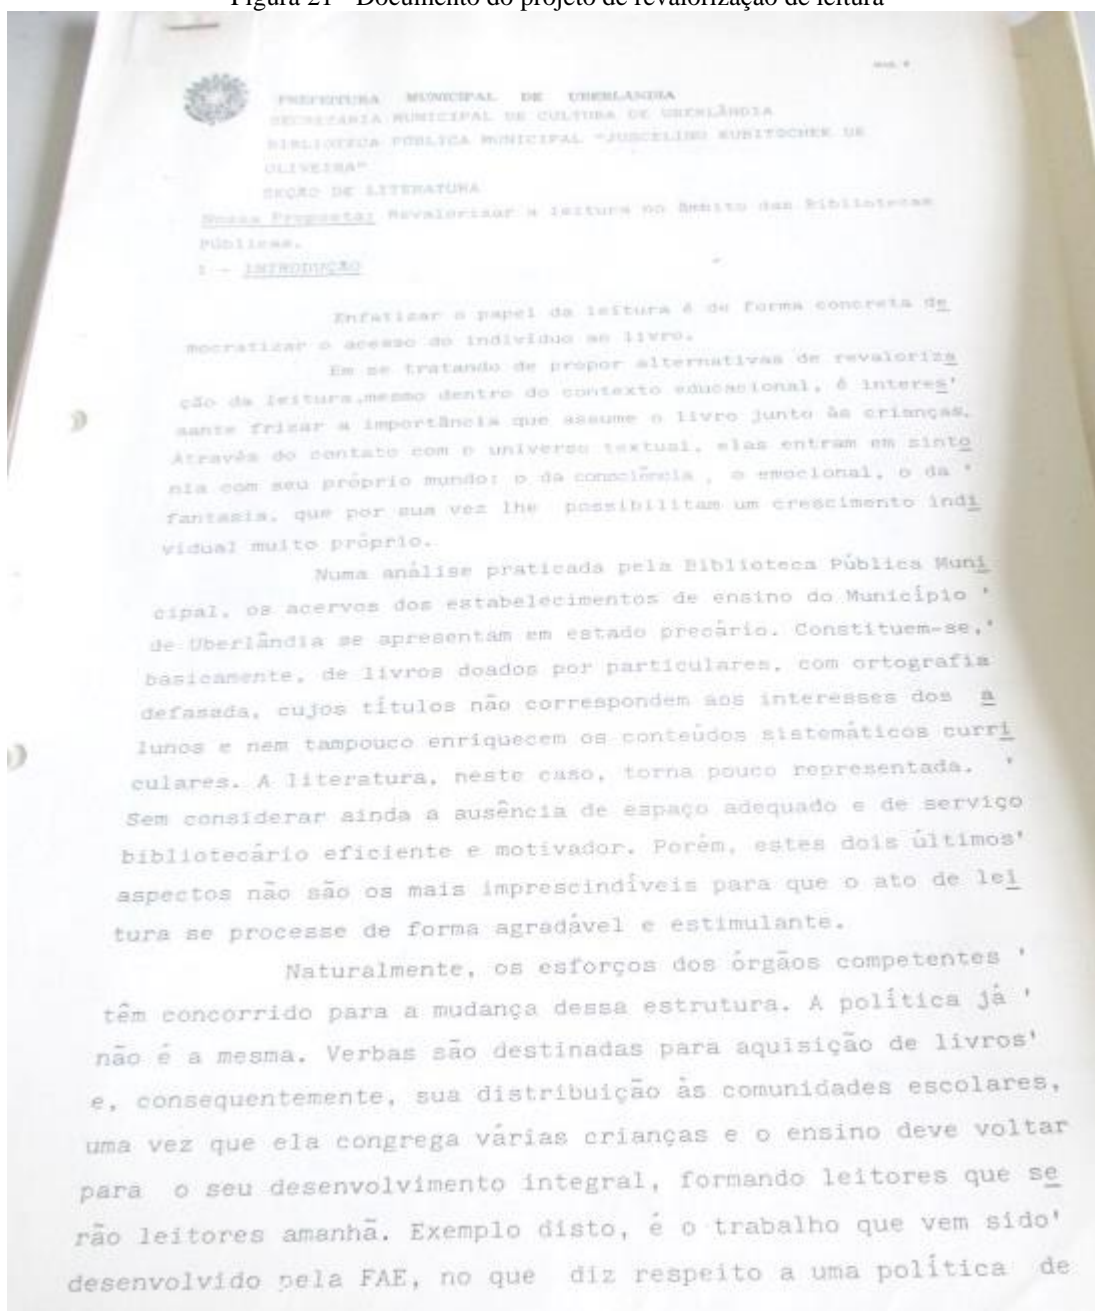 Figura 21 - Documento do projeto de revalorização de leitura
PREFEITURA MUNICIPAL DE UBERLANDIA
SECRETARIA MUNICIPAL DE CULTURA DE UBERLÂNDIA
BIBLIOTECA PÚBLICA MUNICIPAL "JUSCELINO KUBITSCHEK DE
OLIVEIRA"
SEÇÃO DE LITERATURA
Nossa Proposta: Revalorizar a leitura no âmbito das Bibliotecas
Públicas.
1 - INTRODUÇÃO
Enfatizar o papel da leitura é de forma concreta de
mocratizar o acesso do indivíduo ao livro.
Em se tratando de propor alternativas de revaloriza
ção da leitura,mesmo dentro do contexto educacional, é interes'
sante frizar a importância que assume o livro junto às crianças.
Através do contato com o universo textual, elas entram em sinto
nia com seu próprio mundo: o da consciência , o emocional, o da '
fantasia, que por sua vez lhe possibilitam um crescimento indi
vidual muito próprio.
Numa análise praticada pela Biblioteca Pública Muni
cipal, os acervos dos estabelecimentos de ensino do Município '
de Uberlândia se apresentam em estado precário. Constituem-se,'
basicamente, de livros doados por particulares, com ortografia
defasada, cujos títulos não correspondem aos interesses dos a
lunos e nem tampouco enriquecem os conteúdos sistemáticos curri
culares. A literatura, neste caso, torna pouco representada. '
Sem considerar ainda a ausência de espaço adequado e de serviço
bibliotecário eficiente e motivador. Porém, estes dois últimos'
aspectos não são os mais imprescindíveis para que o ato de lei
tura se processe de forma agradável e estimulante.
Naturalmente, os esforços dos órgãos competentes '
têm concorrido para a mudança dessa estrutura. A política já '
não é a mesma. Verbas são destinadas para aquisição de livros'
e, consequentemente, sua distribuição às comunidades escolares,
uma vez que ela congrega várias crianças e o ensino deve voltar
para o seu desenvolvimento integral, formando leitores que se
rão leitores amanhã. Exemplo disto, é o trabalho que vem sido'
desenvolvido pela FAE, no que diz respeito a uma política de